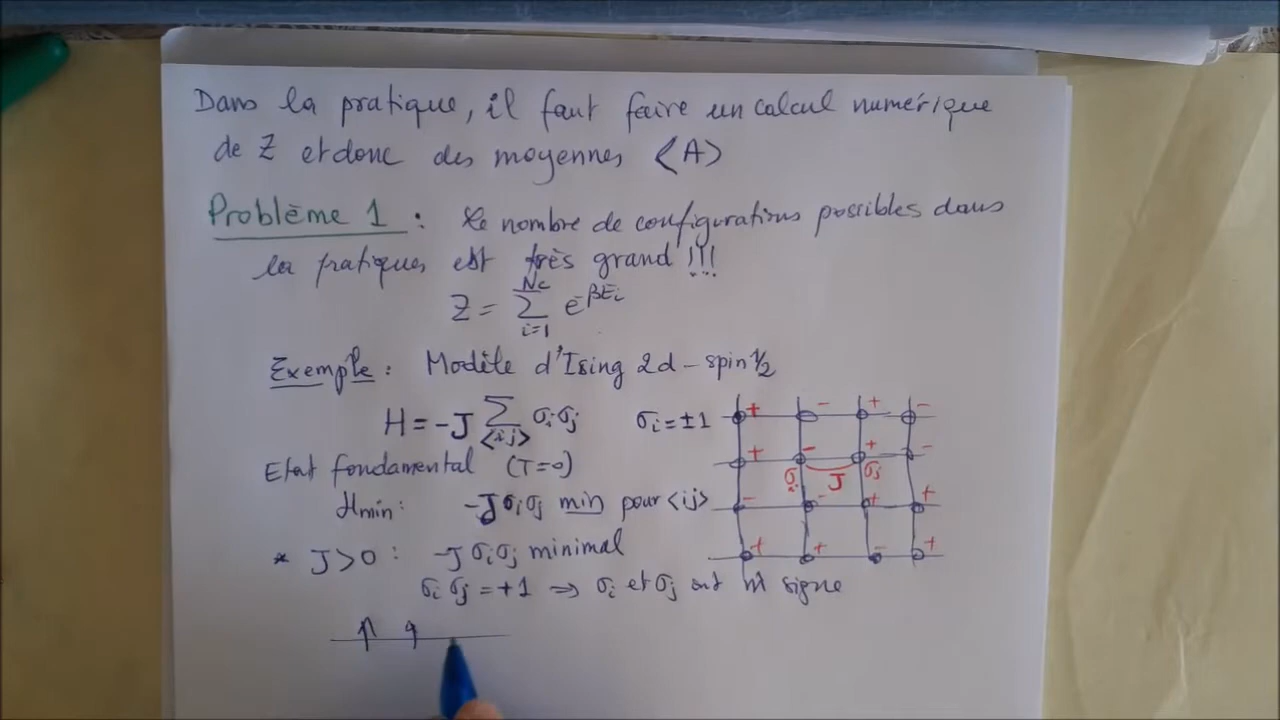 Dans la pratique, il faut faire un calcul numérique
de Z et donc des moyennes <A>
Problème 1 : Le nombre de configurations possibles dans
la pratiques est très grand !!!
Z = Σ_{i=1}^{Nc} e^{-βEi}
Exemple : Modèle d'Ising 2d - spin 1/2
H = -J Σ_{<ij>} σi σj σi = ±1
Etat fondamental (T=0)
Hmin : -J σi σj min pour <ij>
* J > 0 : -J σi σj minimal
σi σj = +1 ⇒ σi et σj ont m̂ signe
+ - + -
+ - + -
σi J σj
- - + +
+ + - +